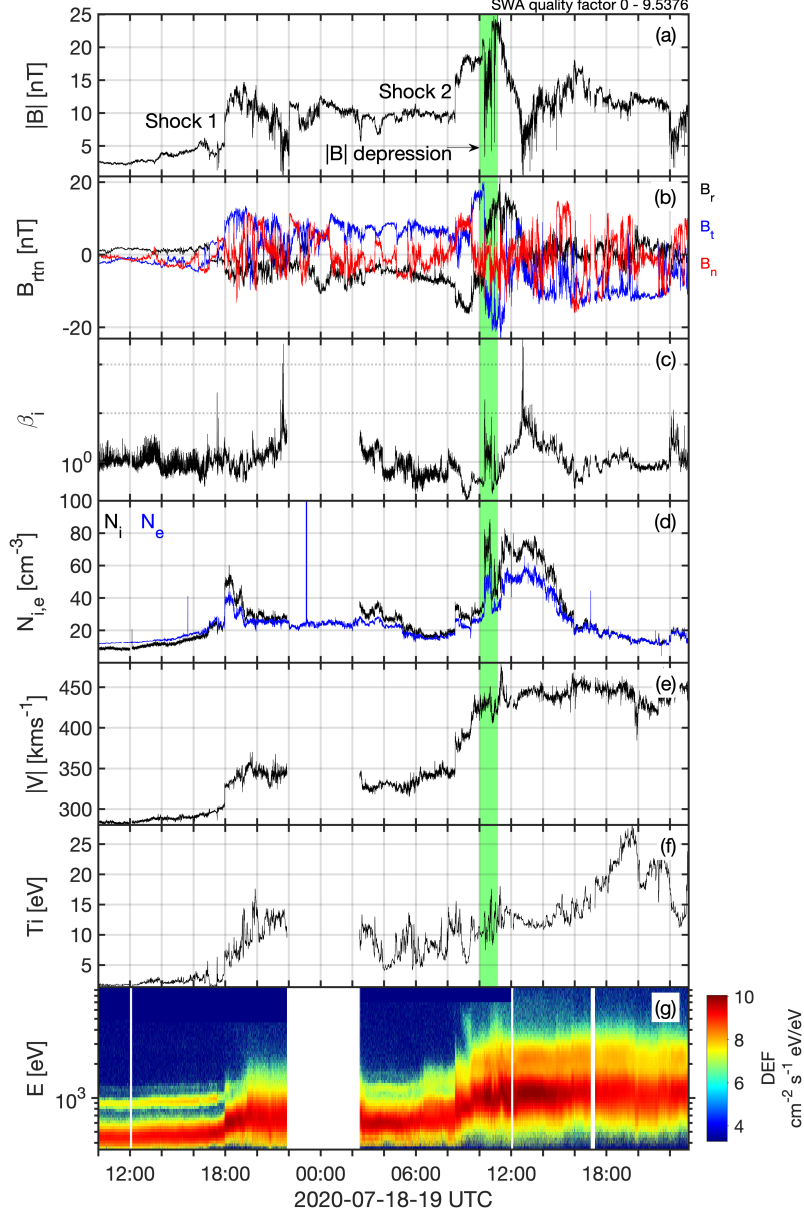 SWA quality factor 0 - 9.5376
25
20
15
10
5
|B| [nT]
(a)
Shock 1
Shock 2
|B| depression
20
0
-20
B_rtn [nT]
(b)
B_r
B_t
B_n
β_i
10^0
(c)
100
80
60
40
20
N_i,e [cm^-3]
N_i N_e
(d)
450
400
350
300
|V| [kms^-1]
(e)
25
20
15
10
5
Ti [eV]
(f)
E [eV]
10^3
(g)
10
8
6
4
DEF
cm^-2 s^-1 eV/eV
12:00 18:00 00:00 06:00 12:00 18:00
2020-07-18-19 UTC